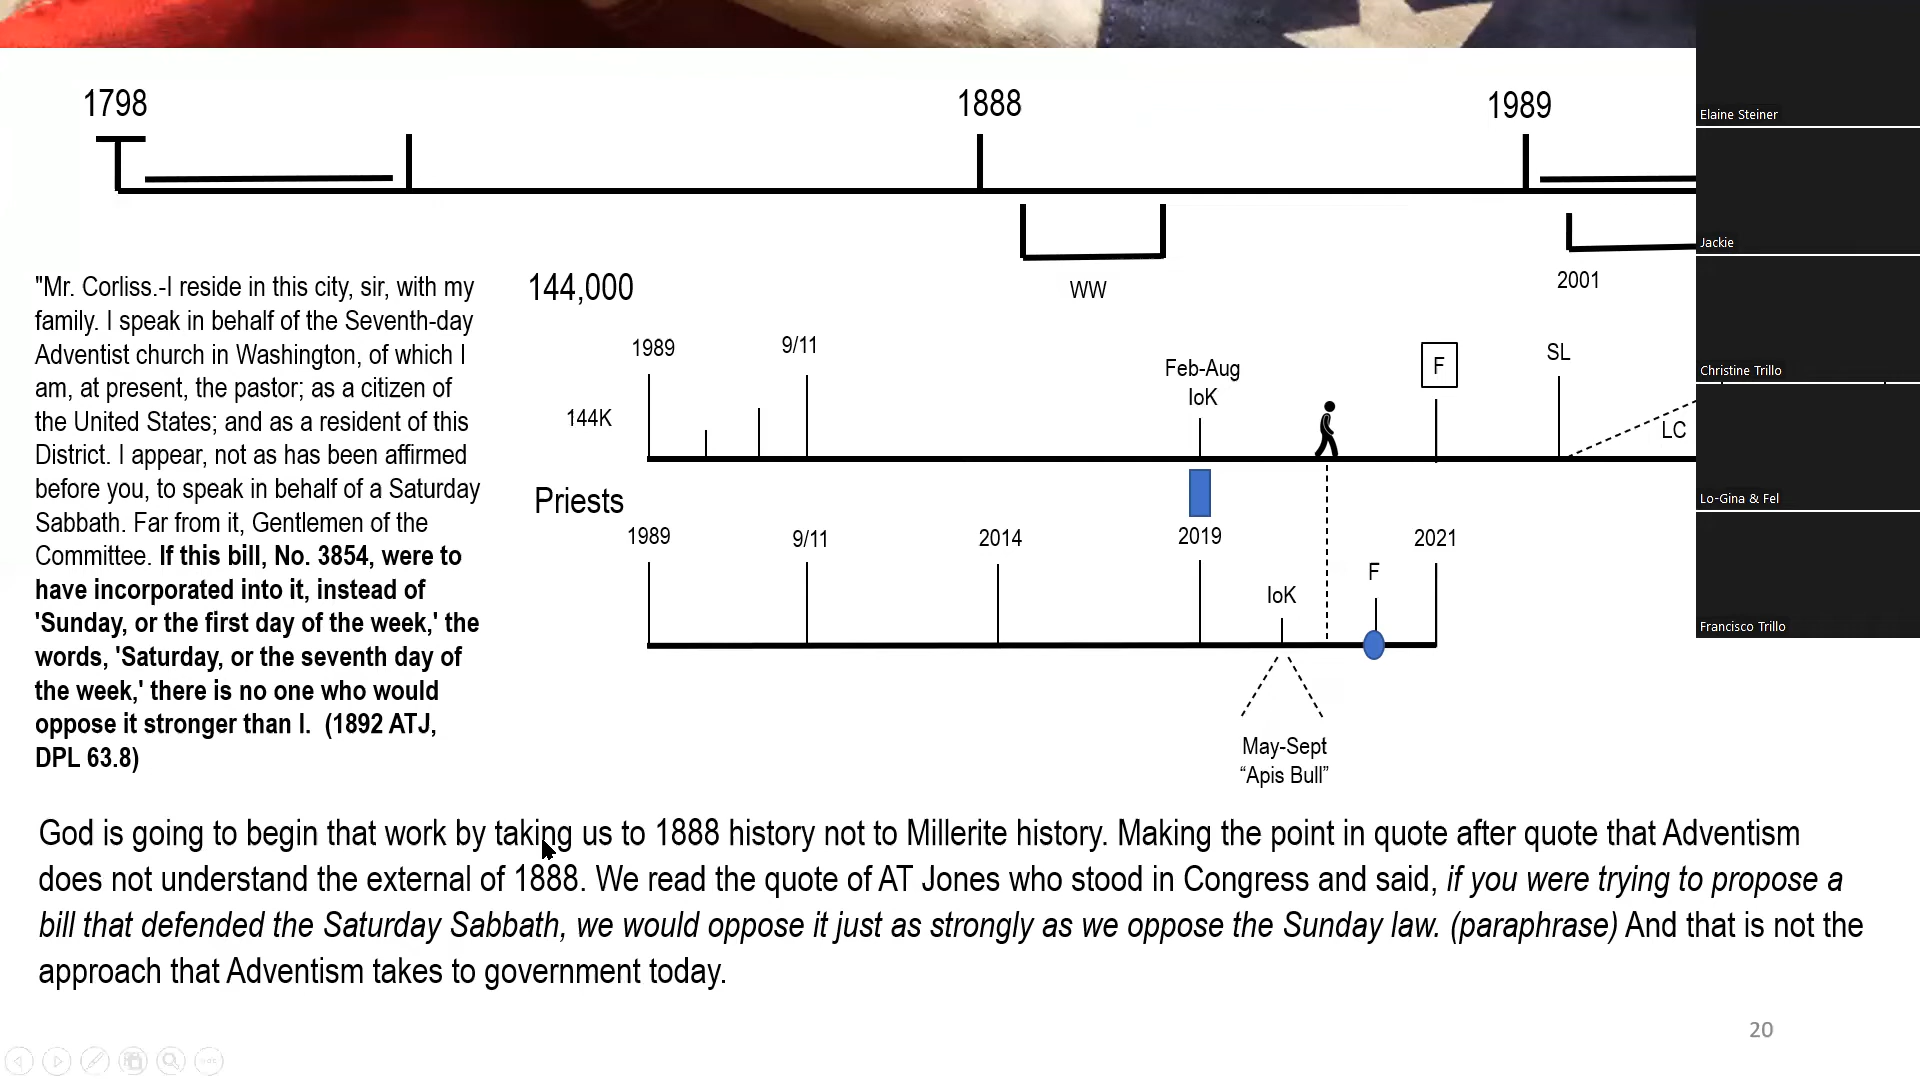 1798
1888
1989
Elaine Steiner
Jackie
WW
2001
"Mr. Corliss.-I reside in this city, sir, with my
family. I speak in behalf of the Seventh-day
Adventist church in Washington, of which I
am, at present, the pastor; as a citizen of
the United States; and as a resident of this
District. I appear, not as has been affirmed
before you, to speak in behalf of a Saturday
Sabbath. Far from it, Gentlemen of the
Committee. If this bill, No. 3854, were to
have incorporated into it, instead of
'Sunday, or the first day of the week,' the
words, 'Saturday, or the seventh day of
the week,' there is no one who would
oppose it stronger than I.  (1892 ATJ,
DPL 63.8)
144,000
1989
9/11
Feb-Aug
IoK
F
SL
144K
LC
Christine Trillo
Priests
1989
9/11
2014
2019
2021
IoK
F
May-Sept
“Apis Bull”
Lo-Gina & Fel
Francisco Trillo
God is going to begin that work by taking us to 1888 history not to Millerite history. Making the point in quote after quote that Adventism
does not understand the external of 1888. We read the quote of AT Jones who stood in Congress and said, if you were trying to propose a
bill that defended the Saturday Sabbath, we would oppose it just as strongly as we oppose the Sunday law. (paraphrase) And that is not the
approach that Adventism takes to government today.
20